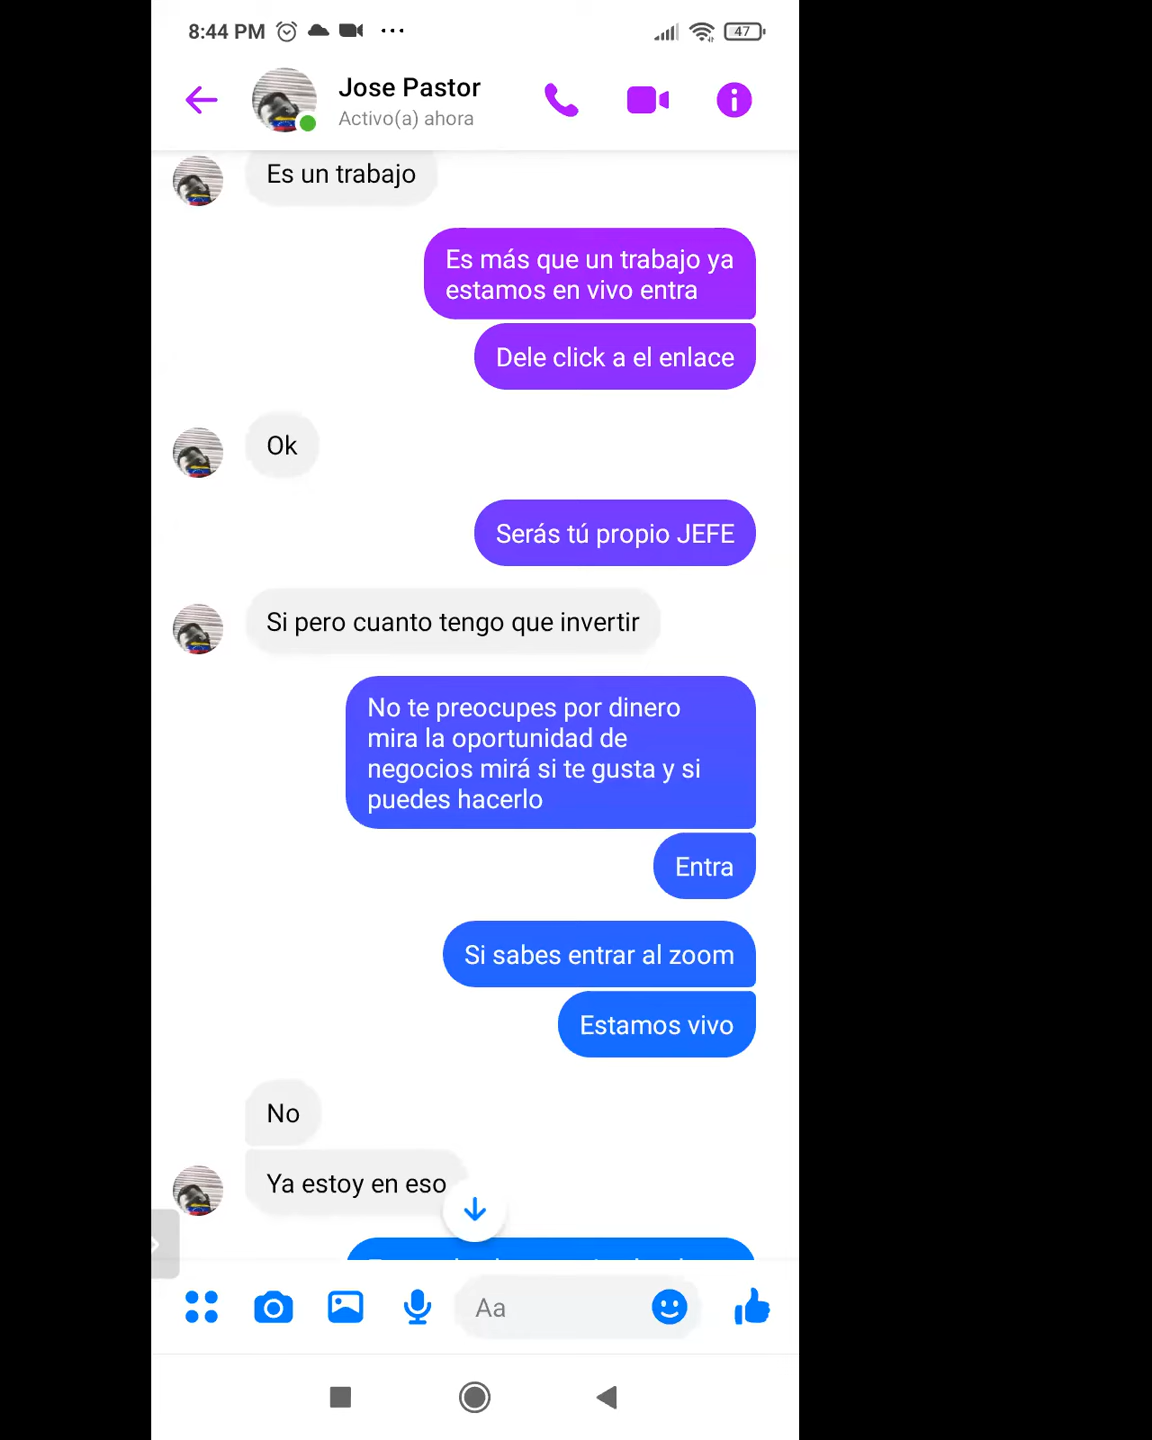 8:44 PM
47
Jose Pastor
Activo(a) ahora
Es un trabajo
Es más que un trabajo ya
estamos en vivo entra
Dele click a el enlace
Ok
Serás tú propio JEFE
Si pero cuanto tengo que invertir
No te preocupes por dinero
mira la oportunidad de
negocios mirá si te gusta y si
puedes hacerlo
Entra
Si sabes entrar al zoom
Estamos vivo
No
Ya estoy en eso
Aa